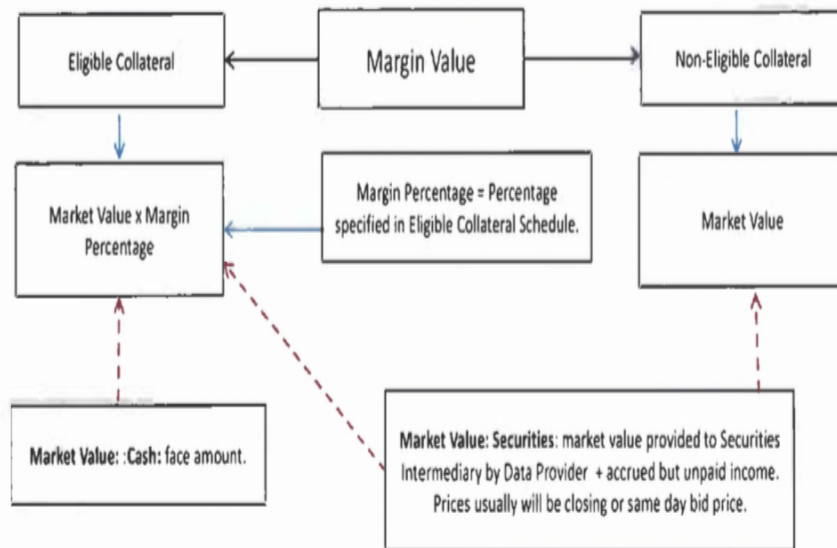 Eligible Collateral
Margin Value
Non-Eligible Collateral
Market Value x Margin
Percentage
Margin Percentage = Percentage
specified in Eligible Collateral Schedule.
Market Value
Market Value: :Cash: face amount.
Market Value: Securities: market value provided to Securities
Intermediary by Data Provider + accrued but unpaid income.
Prices usually will be closing or same day bid price.